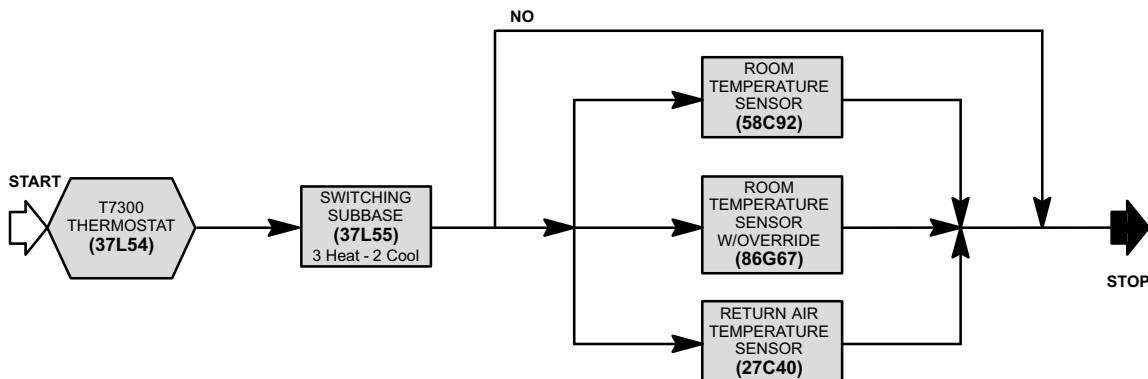 NO
START
T7300
THERMOSTAT
(37L54)
SWITCHING
SUBBASE
(37L55)
3 Heat - 2 Cool
ROOM
TEMPERATURE
SENSOR
(58C92)
ROOM
TEMPERATURE
SENSOR
W/OVERRIDE
(86G67)
RETURN AIR
TEMPERATURE
SENSOR
(27C40)
STOP